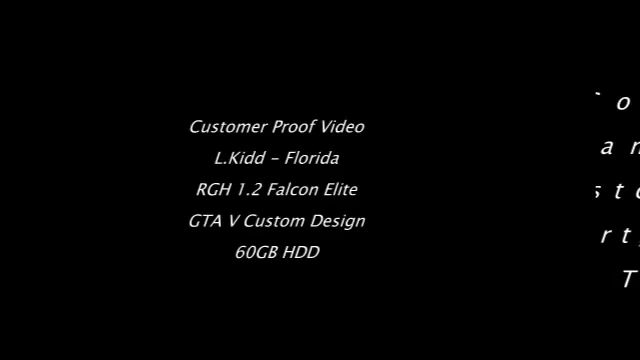 Customer Proof Video
L.Kidd - Florida
RGH 1.2 Falcon Elite
GTA V Custom Design
60GB HDD